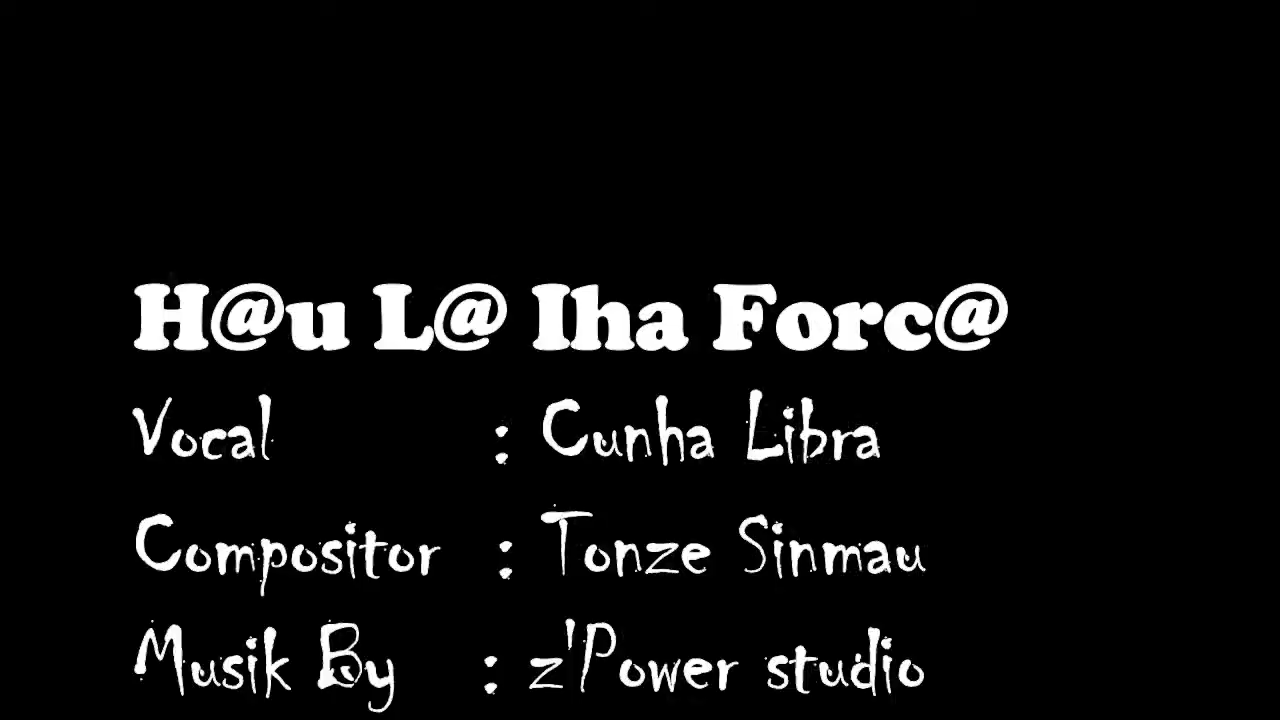 H@u L@ Iha Forc@
Vocal : Cunha Libra
Compositor : Tonze Sinmau
Musik By : z'Power studio